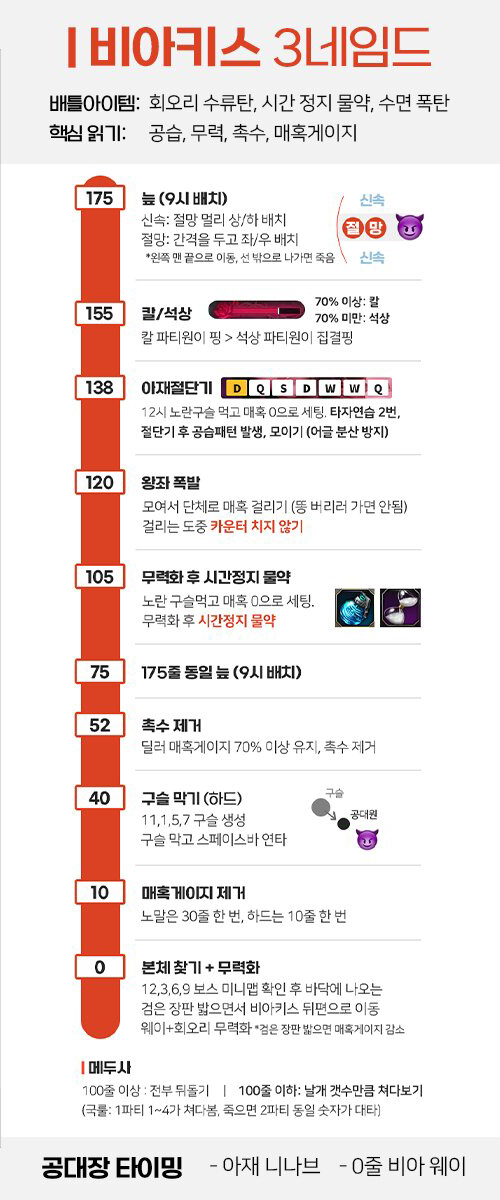 비아키스 3네임드
배틀아이템: 회오리 수류탄, 시간 정지 물약, 수면 폭탄
핵심 읽기: 공습, 무력, 촉수, 매혹게이지
175
늪 (9시 배치)
신속: 절망 멀리 상/하 배치
절망: 간격을 두고 좌/우 배치
*왼쪽 맨 끝으로 이동, 선 밖으로 나가면 죽음
신속
절망
신속
155
칼/석상
70% 이상: 칼
70% 미만: 석상
칼 파티원이 핑 > 석상 파티원이 집결핑
138
아재절단기
D Q S D W W Q
12시 노란구슬 먹고 매혹 0으로 세팅. 타자연습 2번,
절단기 후 공습패턴 발생, 모이기 (어글 분산 방지)
120
왕좌 폭발
모여서 단체로 매혹 걸리기 (똥 버리러 가면 안됨)
걸리는 도중 카운터 치지 않기
105
무력화 후 시간정지 물약
노란 구슬먹고 매혹 0으로 세팅.
무력화 후 시간정지 물약
75
175줄 동일 늪 (9시 배치)
52
촉수 제거
딜러 매혹게이지 70% 이상 유지, 촉수 제거
40
구슬 막기 (하드)
11,1.5,7 구슬 생성
구슬 막고 스페이스바 연타
구슬
공대원
10
매혹게이지 제거
노말은 30줄 한 번, 하드는 10줄 한 번
0
본체 찾기 + 무력화
12,3,6,9 보스 미니맵 확인 후 바닥에 나오는
검은 장판 밟으면서 비아키스 뒤편으로 이동
웨이+회오리 무력화 *검은 장판 밟으면 매혹게이지 감소
메두사
100줄 이상 : 전부 뒤돌기 | 100줄 이하: 날개 갯수만큼 쳐다보기
(국룰: 1파티 1~4가 쳐다봄, 죽으면 2파티 동일 숫자가 대타)
공대장 타이밍 - 아재 니나브 - 0줄 비아 웨이